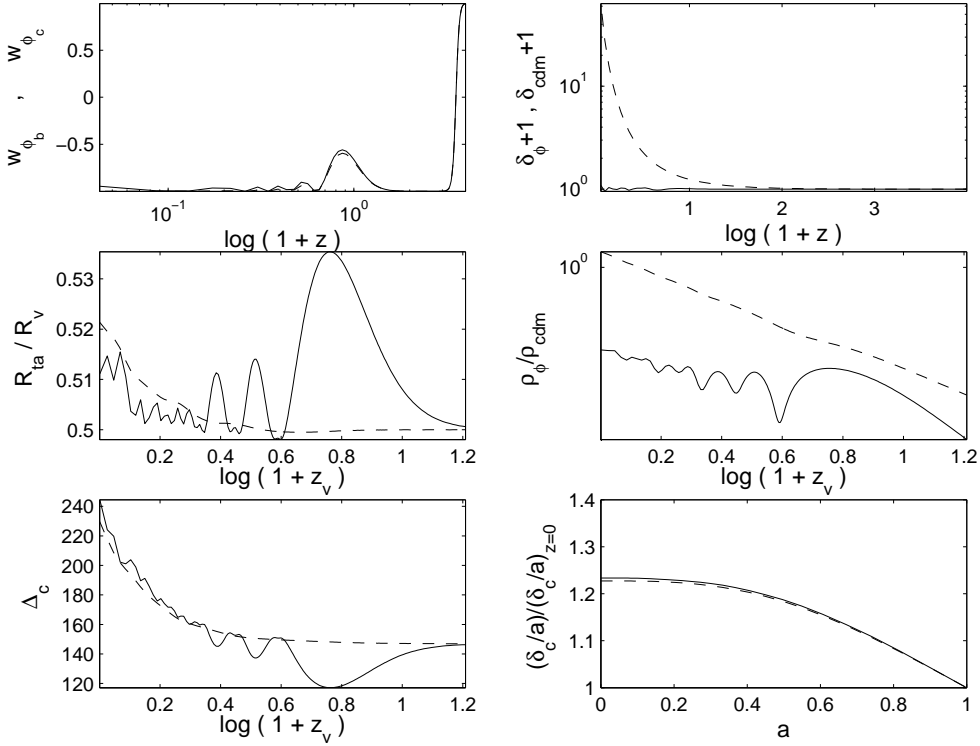 w_{ϕ_b} , w_{ϕ_c}
0.5
0
−0.5
10^{−1}
10^{0}
log ( 1 + z)
δ_ϕ+1 , δ_{cdm}+1
10^{1}
10^{0}
1 2 3
log ( 1 + z)
R_{ta} / R_v
0.53
0.52
0.51
0.5
0.2 0.4 0.6 0.8 1 1.2
log ( 1 + z_v)
ρ_ϕ/ρ_{cdm}
10^{0}
0.2 0.4 0.6 0.8 1 1.2
log ( 1 + z_v)
Δ_c
240
220
200
180
160
140
120
0.2 0.4 0.6 0.8 1 1.2
log ( 1 + z_v)
(δ_c/a)/(δ_c/a)_{z=0}
1.4
1.3
1.2
1.1
1
0 0.2 0.4 0.6 0.8 1
a